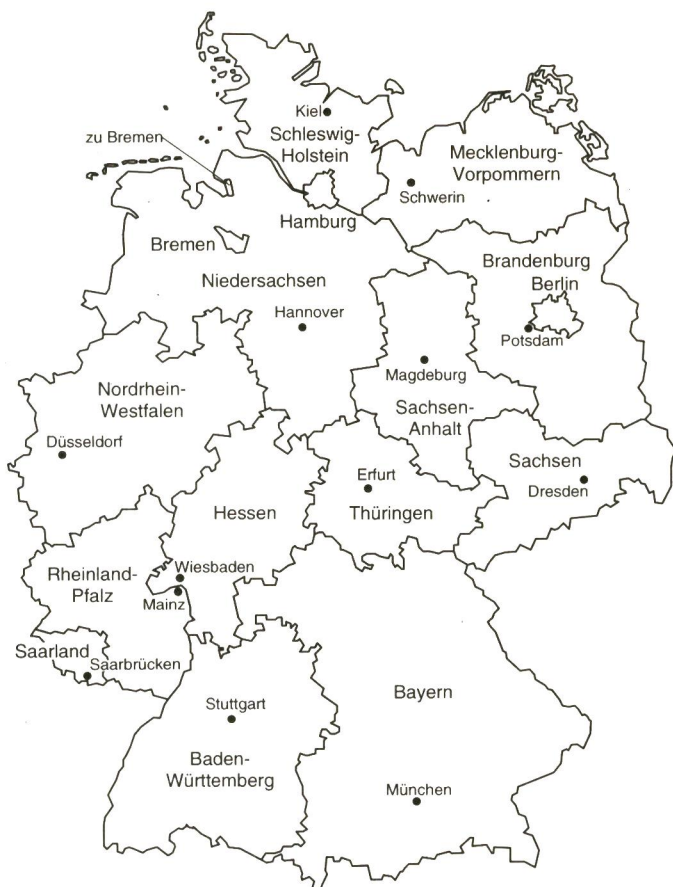 Kiel
Schleswig-
Holstein
zu Bremen
Mecklenburg-
Vorpommern
Schwerin
Hamburg
Bremen
Niedersachsen
Brandenburg
Berlin
Hannover
Potsdam
Magdeburg
Nordrhein-
Westfalen
Sachsen-
Anhalt
Düsseldorf
Sachsen
Dresden
Erfurt
Thüringen
Hessen
Wiesbaden
Rheinland-
Pfalz
Mainz
Saarland
Saarbrücken
Bayern
Stuttgart
Baden-
Württemberg
München